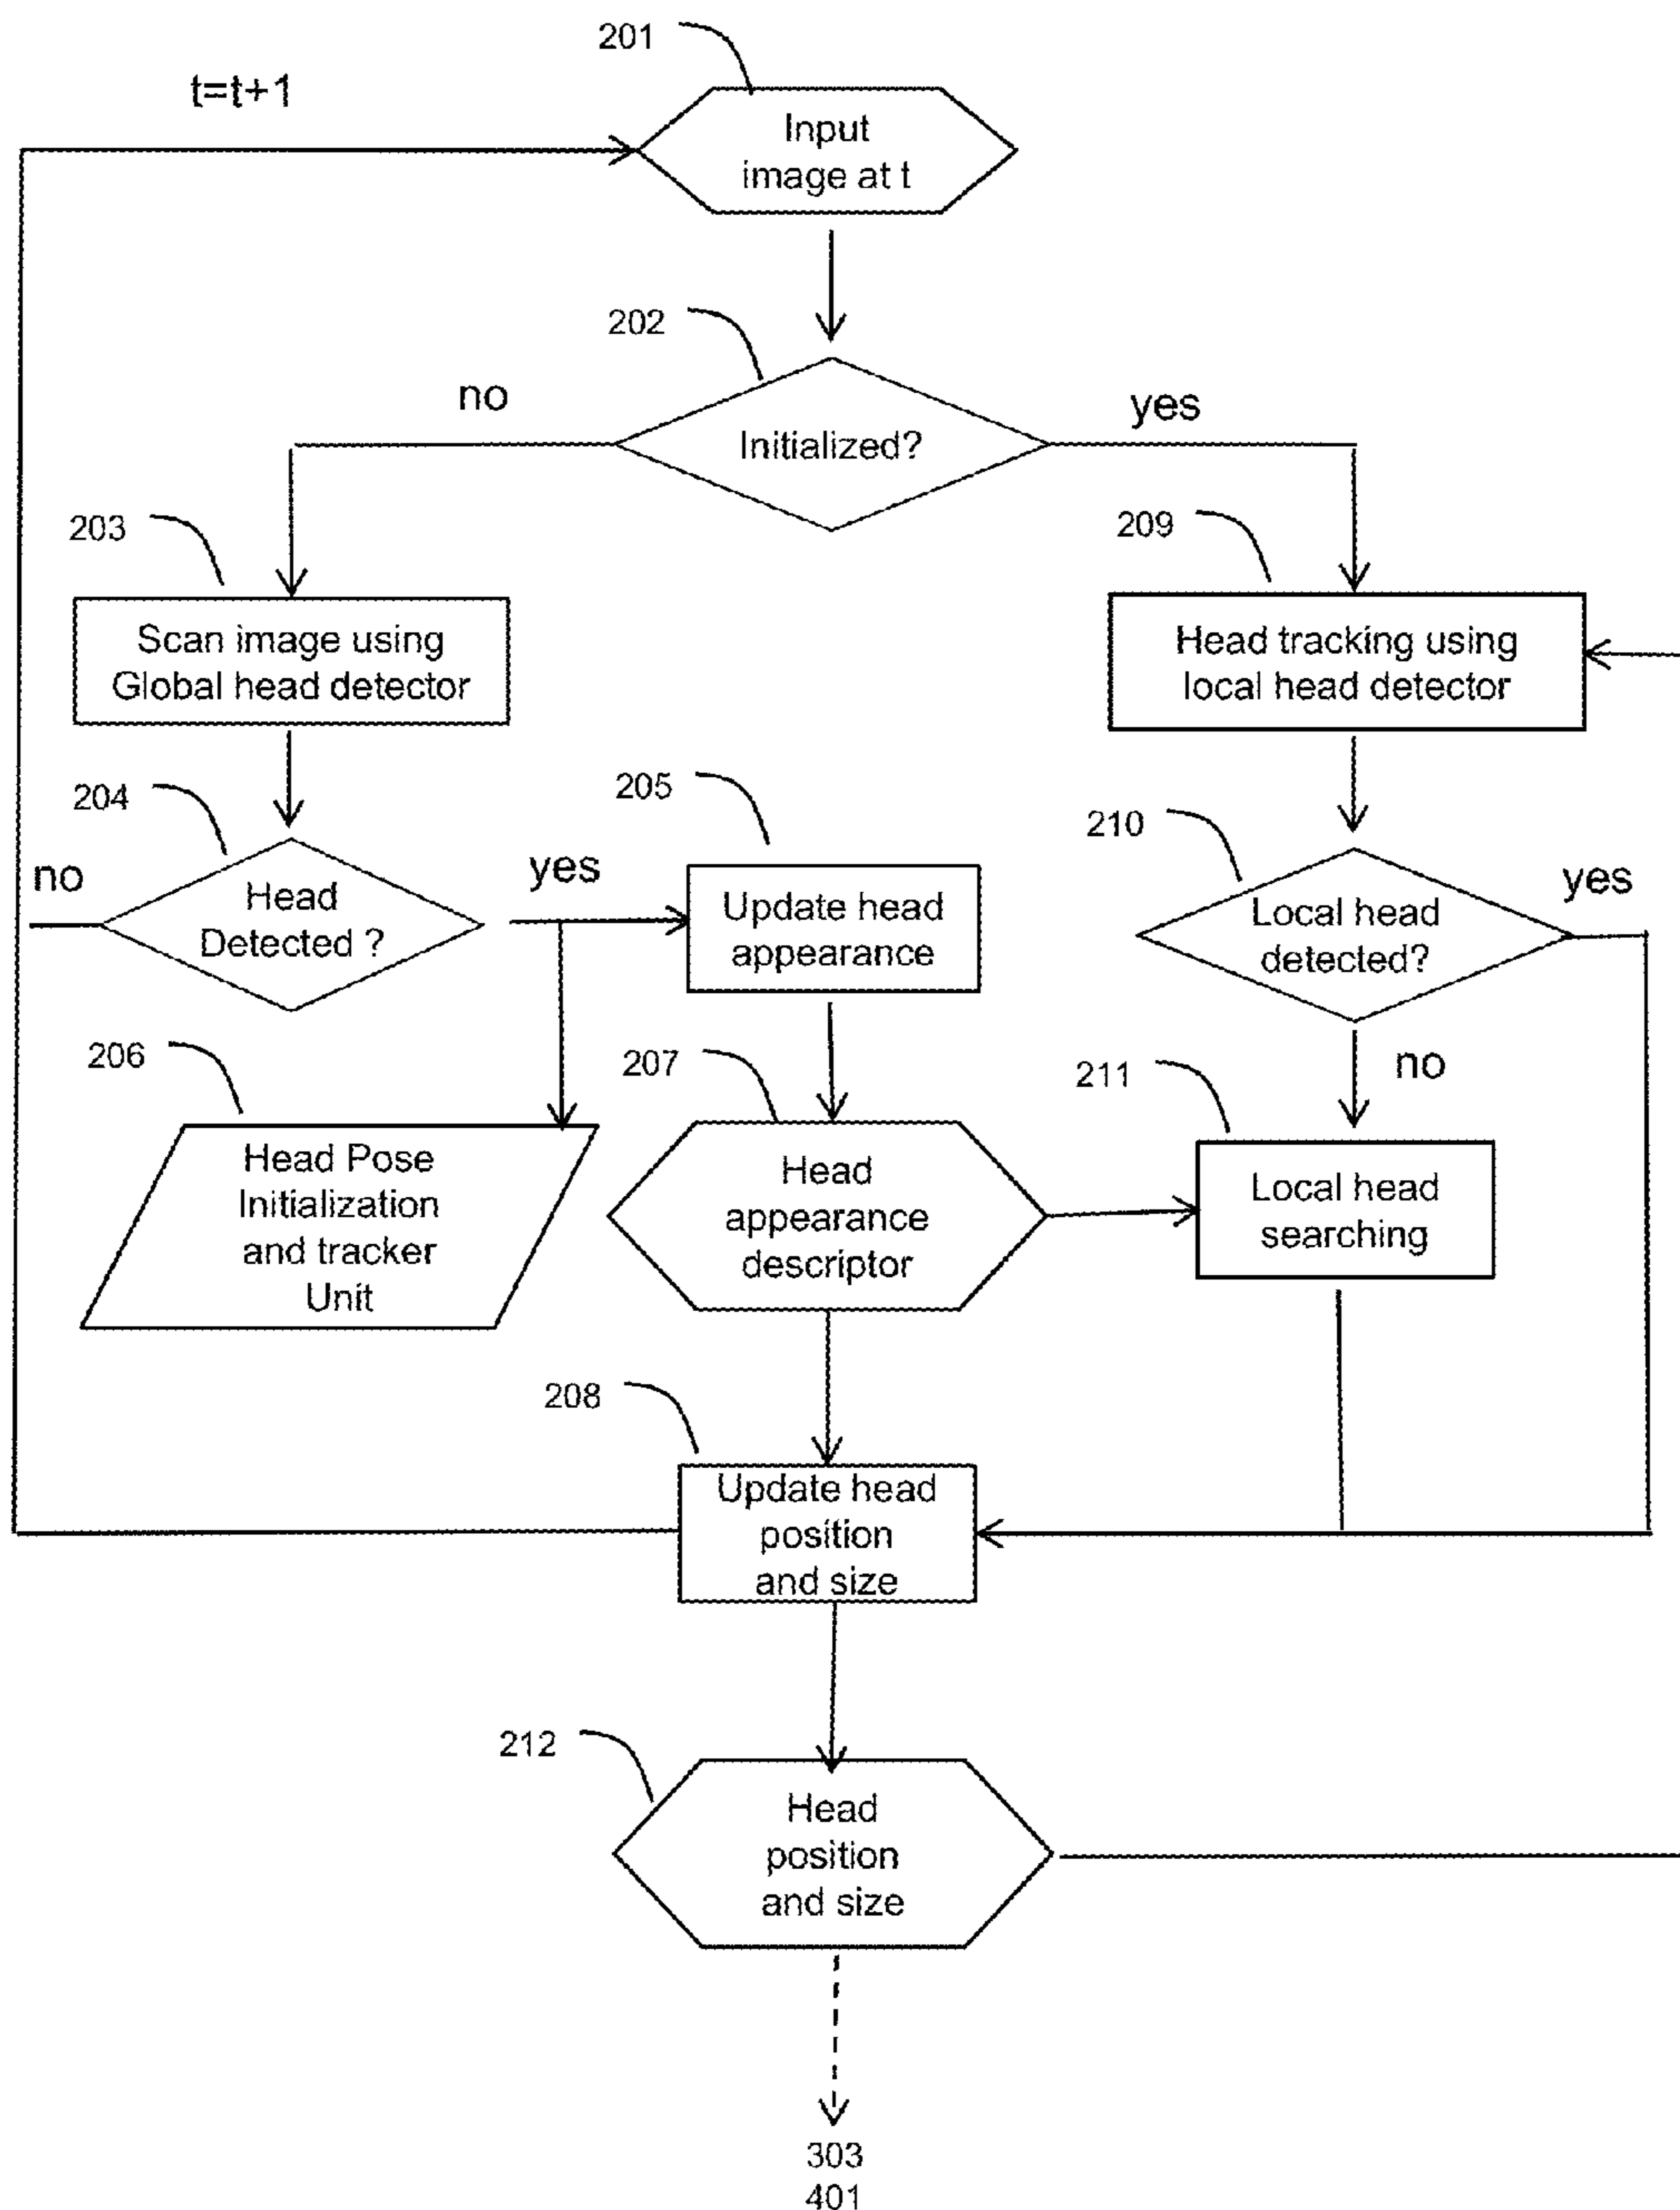 201
t=t+1
Input
image at t
202
no
yes
Initialized?
203
209
Scan image using
Global head detector
Head tracking using
local head detector
204
205
210
no
yes
yes
Head
Detected ?
Update head
appearance
Local head
detected?
206
207
211
no
Head Pose
Initialization
and tracker
Unit
Head
appearance
descriptor
Local head
searching
208
Update head
position
and size
212
Head
position
and size
303
401